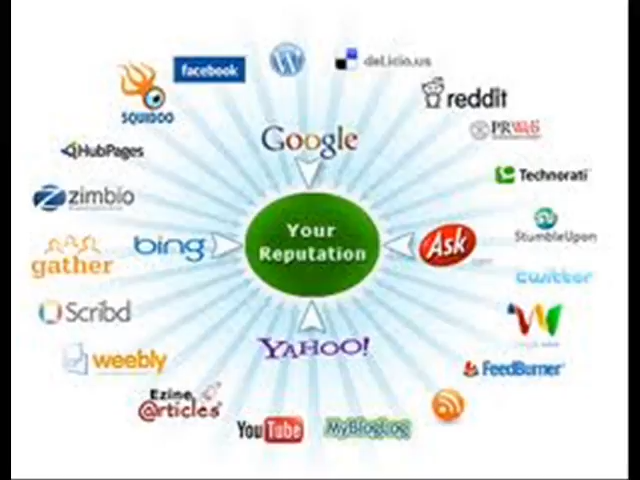 facebook
del.icio.us
SQUIDOO
reddit
Google
PRWeb
HubPages
Technorati
zimbio
Your
Reputation
StumbleUpon
bing
Ask
gather
twitter
Scribd
YAHOO!
weebly
FeedBurner
Ezine
@rticles
YouTube
MyBlogLog